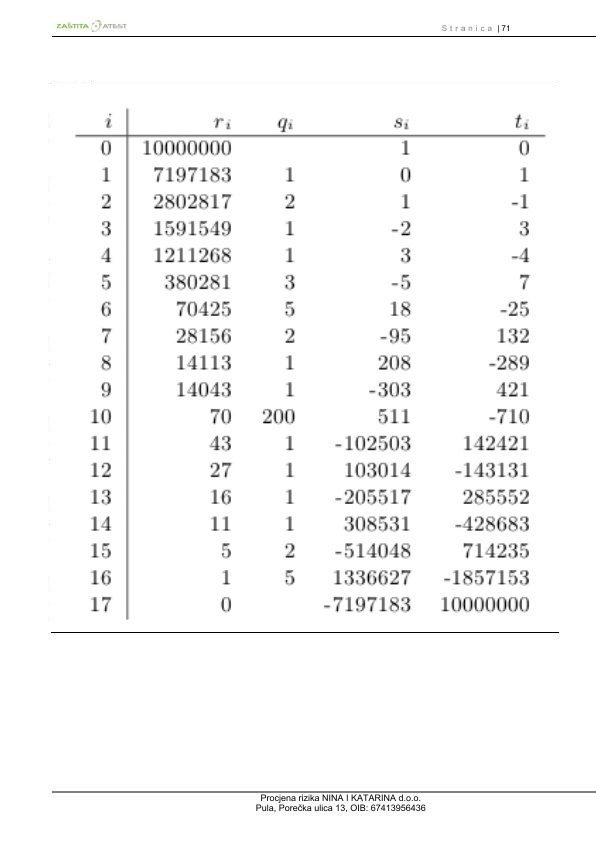 ZAŠTITA ATEST
Stranica |71
i ri qi si ti
0 10000000 1 0
1 7197183 1 0 1
2 2802817 2 1 -1
3 1591549 1 -2 3
4 1211268 1 3 -4
5 380281 3 -5 7
6 70425 5 18 -25
7 28156 2 -95 132
8 14113 1 208 -289
9 14043 1 -303 421
10 70 200 511 -710
11 43 1 -102503 142421
12 27 1 103014 -143131
13 16 1 -205517 285552
14 11 1 308531 -428683
15 5 2 -514048 714235
16 1 5 1336627 -1857153
17 0 -7197183 10000000
Procjena rizika NINA I KATARINA d.o.o.
Pula, Porečka ulica 13, OIB: 67413956436